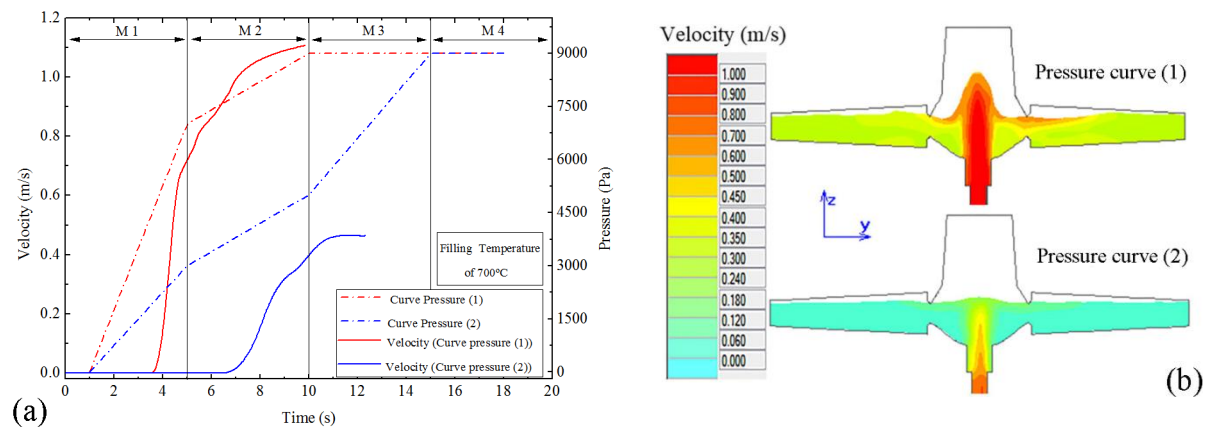 M 1 M 2 M 3 M 4
1.2
1.0
0.8
0.6
0.4
0.2
0.0
Velocity (m/s)
9000
7500
6000
4500
3000
1500
0
Pressure (Pa)
Filling Temperature
of 700°C
Curve Pressure (1)
Curve Pressure (2)
Velocity (Curve pressure (1))
Velocity (Curve pressure (2))
0 2 4 6 8 10 12 14 16 18 20
Time (s)
(a)
Velocity (m/s)
1.000
0.900
0.800
0.700
0.600
0.500
0.450
0.400
0.350
0.300
0.240
0.180
0.120
0.060
0.000
Pressure curve (1)
z
y
Pressure curve (2)
(b)